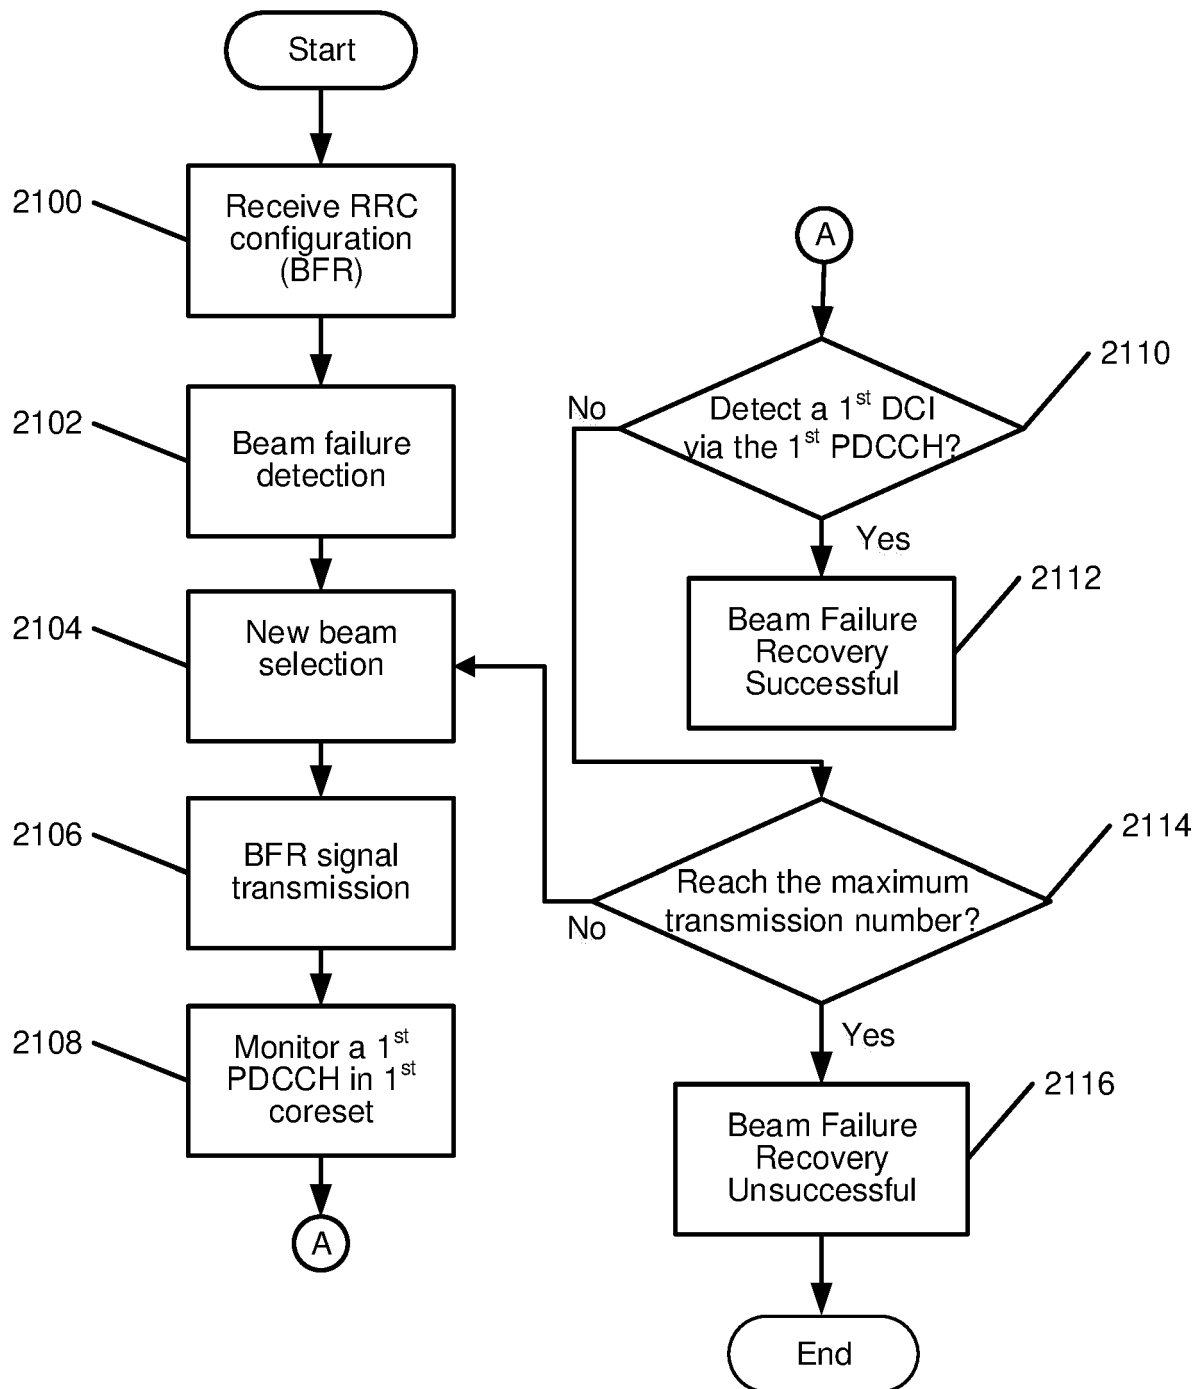 Start
2100
Receive RRC
configuration
(BFR)
2102
Beam failure
detection
2104
New beam
selection
2106
BFR signal
transmission
2108
Monitor a 1st
PDCCH in 1st
coreset
A
A
2110
No
Detect a 1st DCI
via the 1st PDCCH?
Yes
2112
Beam Failure
Recovery
Successful
2114
Reach the maximum
transmission number?
No
Yes
2116
Beam Failure
Recovery
Unsuccessful
End